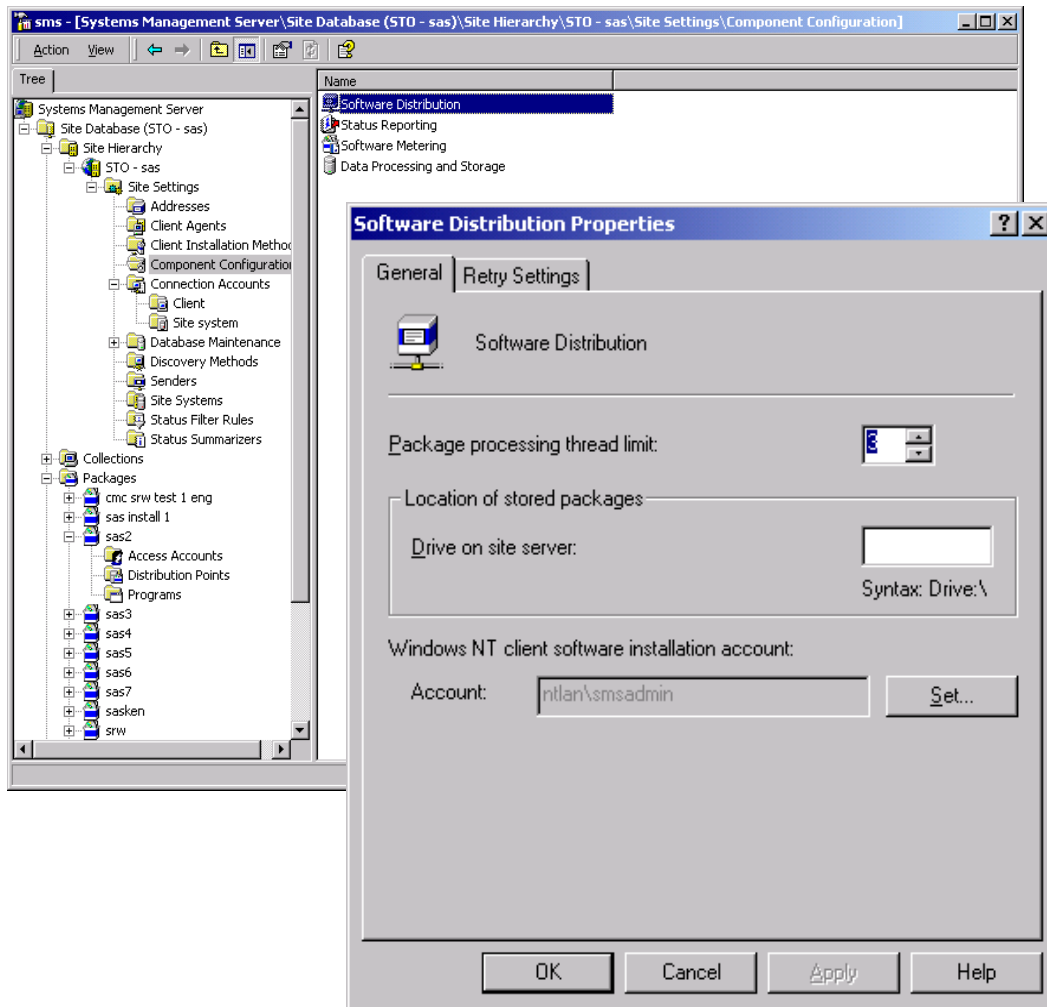 sms - [Systems Management Server\Site Database (STO - sas)\Site Hierarchy\STO - sas\Site Settings\Component Configuration]
Action View
Tree
Systems Management Server
Site Database (STO - sas)
Site Hierarchy
STO - sas
Site Settings
Addresses
Client Agents
Client Installation Method
Component Configuration
Connection Accounts
Client
Site system
Database Maintenance
Discovery Methods
Senders
Site Systems
Status Filter Rules
Status Summarizers
Collections
Packages
cmc srw test 1 eng
sas install 1
sas2
Access Accounts
Distribution Points
Programs
sas3
sas4
sas5
sas6
sas7
sasken
srw
Name
Software Distribution
Status Reporting
Software Metering
Data Processing and Storage
Software Distribution Properties
General Retry Settings
Software Distribution
Package processing thread limit: 3
Location of stored packages
Drive on site server:
Syntax: Drive:\
Windows NT client software installation account:
Account: ntlan\smsadmin Set...
OK Cancel Apply Help